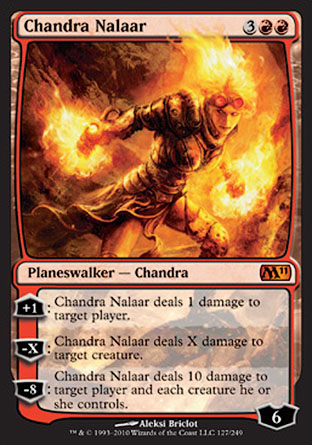 Chandra Nalaar 3
Planeswalker — Chandra M11
+1: Chandra Nalaar deals 1 damage to
target player.
-X: Chandra Nalaar deals X damage to
target creature.
-8: Chandra Nalaar deals 10 damage to
target player and each creature he or
she controls.
Aleksi Briclot
™ & © 1993-2010 Wizards of the Coast LLC 127/249
6